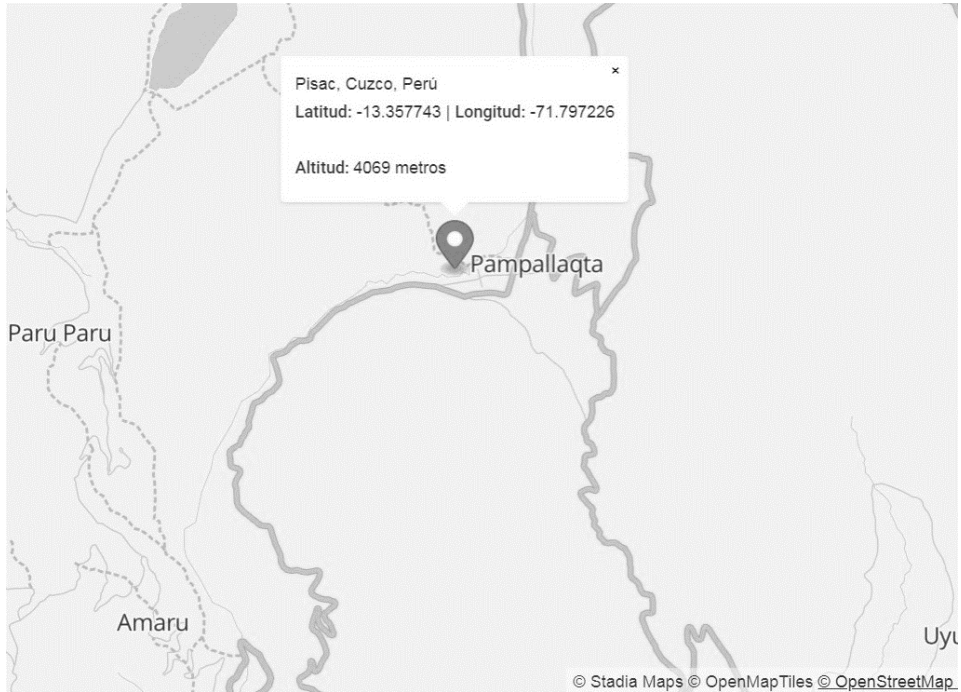 ×
Pisac, Cuzco, Perú
Latitud: -13.357743 | Longitud: -71.797226
Altitud: 4069 metros
Pampallaqta
Paru Paru
Amaru
Uyu
© Stadia Maps © OpenMapTiles © OpenStreetMap